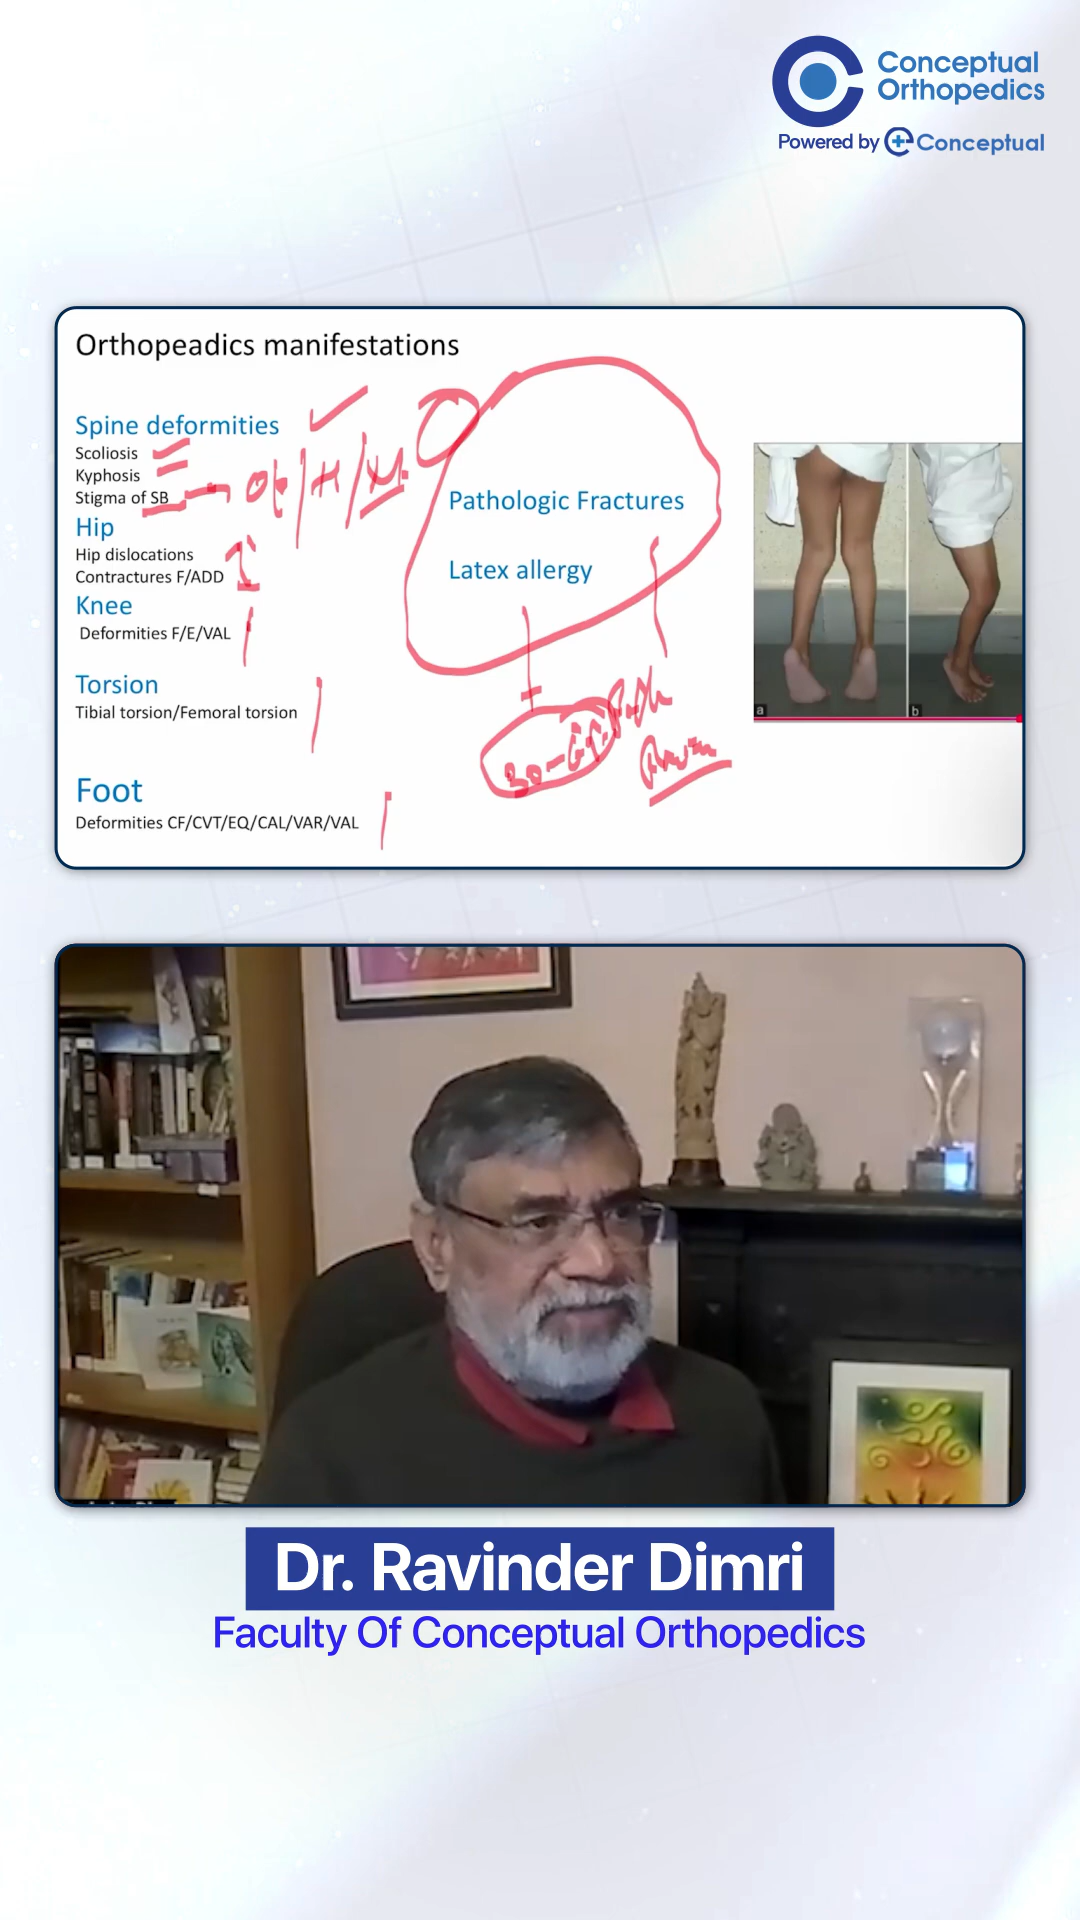 Conceptual
Orthopedics
Powered by Conceptual
Orthopeadics manifestations
Spine deformities
Scoliosis
Kyphosis
Stigma of SB
Hip
Hip dislocations
Contractures F/ADD
Knee
Deformities F/E/VAL
Torsion
Tibial torsion/Femoral torsion
Foot
Deformities CF/CVT/EQ/CAL/VAR/VAL
Pathologic Fractures
Latex allergy
a
b
Dr. Ravinder Dimri
Faculty Of Conceptual Orthopedics